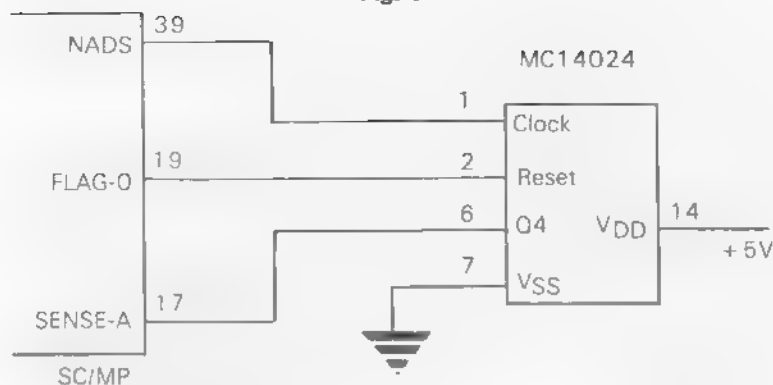 39
NADS
MC14024
1
Clock
19
2
FLAG-0
Reset
6
Q4
VDD
14
+5V
7
VSS
17
SENSE-A
SC/MP